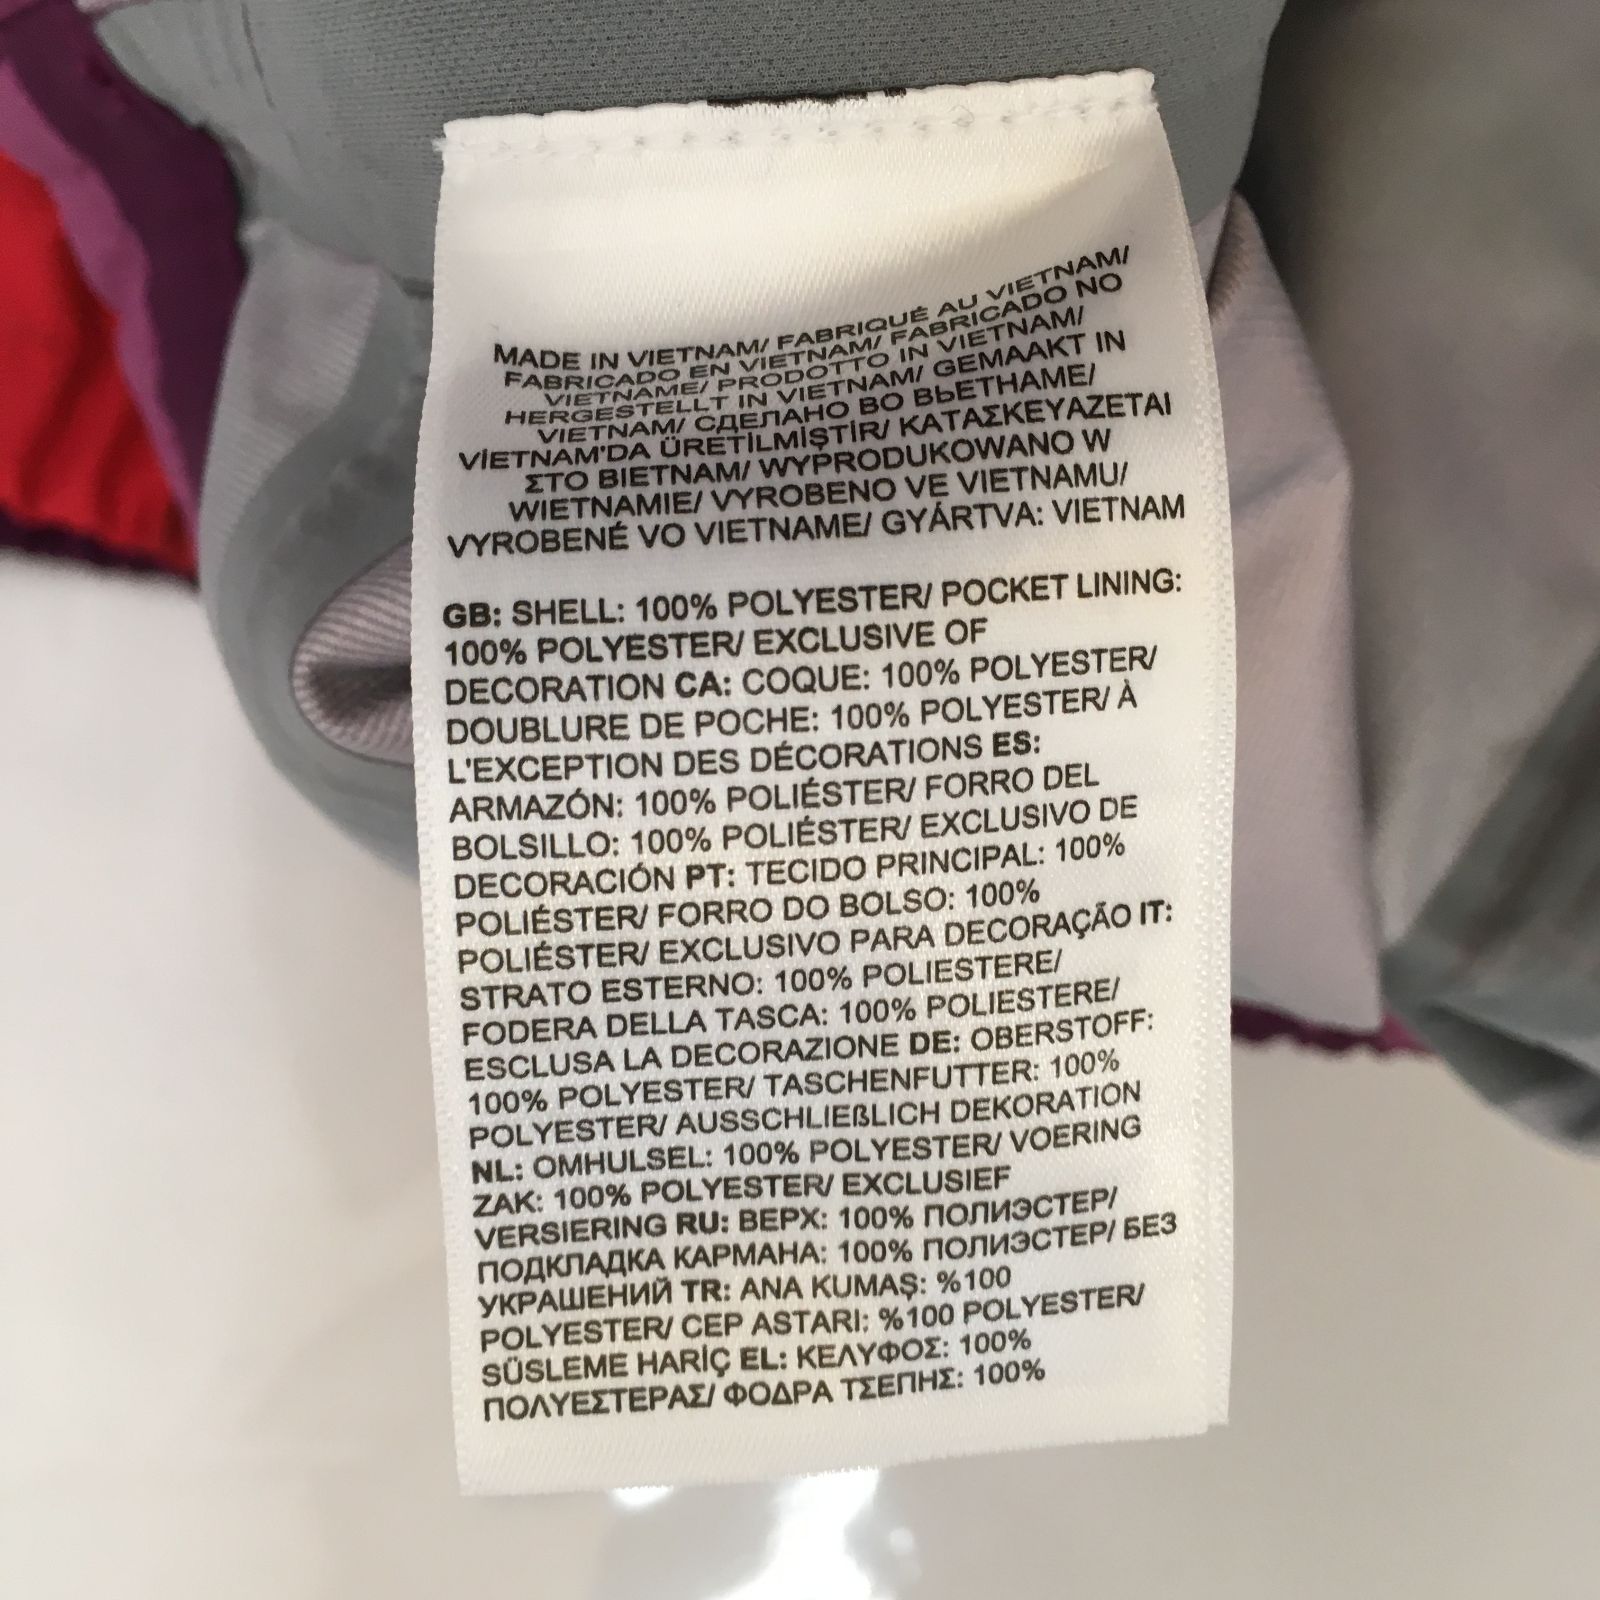 MADE IN VIETNAM/ FABRIQUÉ AU VIETNAM/
FABRICADO EN VIETNAM/ FABRICADO NO
VIETNAME/ PRODOTTO IN VIETNAM/
HERGESTELLT IN VIETNAM/ GEMAAKT IN
VIETNAM/ СДЕЛАНО ВО ВЬЕТНАМЕ/
VİETNAM'DA ÜRETİLMİŞTİR/ ΚΑΤΑΣΚΕΥΑΖΕΤΑΙ
ΣΤΟ ΒΙΕΤΝΑΜ/ WYPRODUKOWANO W
WIETNAMIE/ VYROBENO VE VIETNAMU/
VYROBENÉ VO VIETNAME/ GYÁRTVA: VIETNAM
GB: SHELL: 100% POLYESTER/ POCKET LINING:
100% POLYESTER/ EXCLUSIVE OF
DECORATION CA: COQUE: 100% POLYESTER/
DOUBLURE DE POCHE: 100% POLYESTER/ À
L'EXCEPTION DES DÉCORATIONS ES:
ARMAZÓN: 100% POLIÉSTER/ FORRO DEL
BOLSILLO: 100% POLIÉSTER/ EXCLUSIVO DE
DECORACIÓN PT: TECIDO PRINCIPAL: 100%
POLIÉSTER/ FORRO DO BOLSO: 100%
POLIÉSTER/ EXCLUSIVO PARA DECORAÇÃO IT:
STRATO ESTERNO: 100% POLIESTERE/
FODERA DELLA TASCA: 100% POLIESTERE/
ESCLUSA LA DECORAZIONE DE: OBERSTOFF:
100% POLYESTER/ TASCHENFUTTER: 100%
POLYESTER/ AUSSCHLIEßLICH DEKORATION
NL: OMHULSEL: 100% POLYESTER/ VOERING
ZAK: 100% POLYESTER/ EXCLUSIEF
VERSIERING RU: ВЕРХ: 100% ПОЛИЭСТЕР/
ПОДКЛАДКА КАРМАНА: 100% ПОЛИЭСТЕР/ БЕЗ
УКРАШЕНИЙ TR: ANA KUMAŞ: %100
POLYESTER/ CEP ASTARI: %100 POLYESTER/
SÜSLEME HARİÇ EL: ΚΕΛΥΦΟΣ: 100%
ΠΟΛΥΕΣΤΕΡΑΣ/ ΦΟΔΡΑ ΤΣΕΠΗΣ: 100%